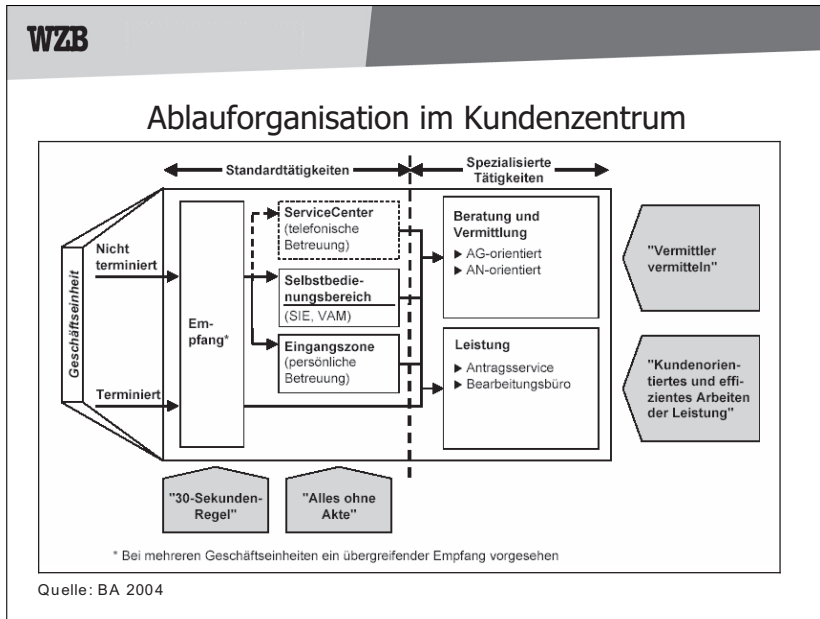 WZB
Ablauforganisation im Kundenzentrum
Standardtätigkeiten
Spezialisierte
Tätigkeiten
Geschäftseinheit
Nicht
terminiert
Terminiert
Em-
pfang*
ServiceCenter
(telefonische
Betreuung)
Selbstbedie-
nungsbereich
(SIE, VAM)
Eingangszone
(persönliche
Betreuung)
Beratung und
Vermittlung
▶ AG-orientiert
▶ AN-orientiert
Leistung
▶ Antragsservice
▶ Bearbeitungsbüro
"Vermittler
vermitteln"
"Kundenorien-
tiertes und effi-
zientes Arbeiten
der Leistung"
"30-Sekunden-
Regel"
"Alles ohne
Akte"
* Bei mehreren Geschäftseinheiten ein übergreifender Empfang vorgesehen
Quelle: BA 2004